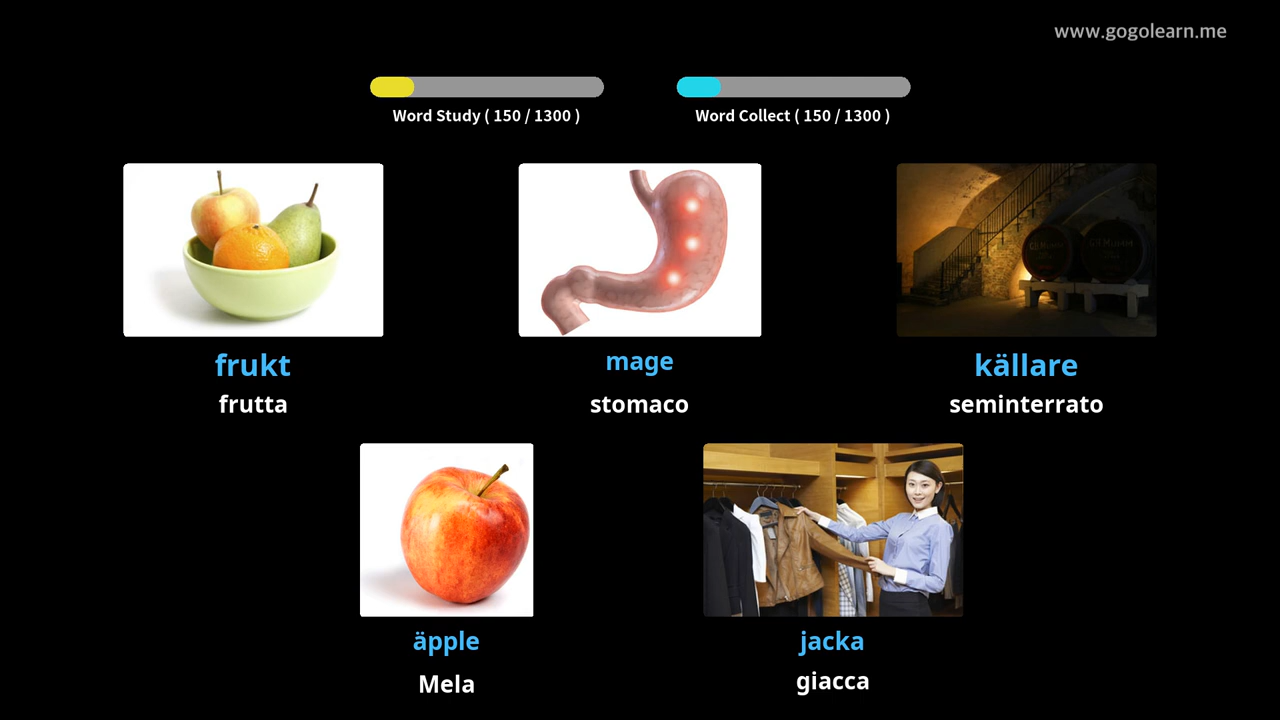 www.gogolearn.me
Word Study ( 150 / 1300 )
Word Collect ( 150 / 1300 )
frukt
mage
källare
frutta
stomaco
seminterrato
äpple
jacka
Mela
giacca